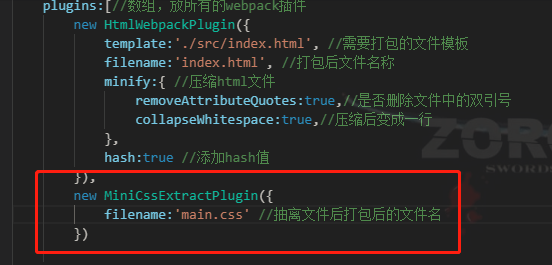 plugins:[//数组，放所有的webpack插件
new HtmlWebpackPlugin({
template:'./src/index.html', //需要打包的文件模板
filename:'index.html', //打包后文件名称
minify:{ //压缩html文件
removeAttributeQuotes:true,//是否删除文件中的双引号
collapseWhitespace:true,//压缩后变成一行
},
hash:true //添加hash值
}),
new MiniCssExtractPlugin({
filename:'main.css' //抽离文件后打包后的文件名
})
ZOR
SWORDS